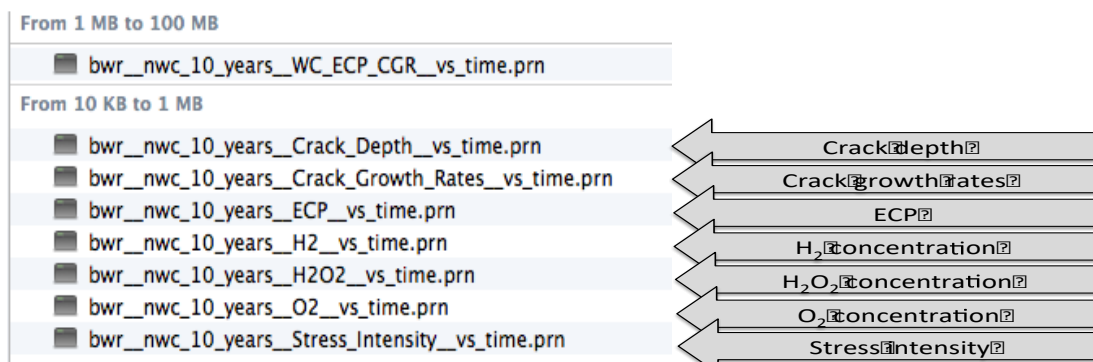 From 1 MB to 100 MB
bwr__nwc_10_years__WC_ECP_CGR__vs_time.prn
From 10 KB to 1 MB
bwr__nwc_10_years__Crack_Depth__vs_time.prn
Crack depth
bwr__nwc_10_years__Crack_Growth_Rates__vs_time.prn
Crack growth rates
bwr__nwc_10_years__ECP__vs_time.prn
ECP
bwr__nwc_10_years__H2__vs_time.prn
H₂ concentration
bwr__nwc_10_years__H2O2__vs_time.prn
H₂O₂ concentration
bwr__nwc_10_years__O2__vs_time.prn
O₂ concentration
bwr__nwc_10_years__Stress_Intensity__vs_time.prn
Stress intensity